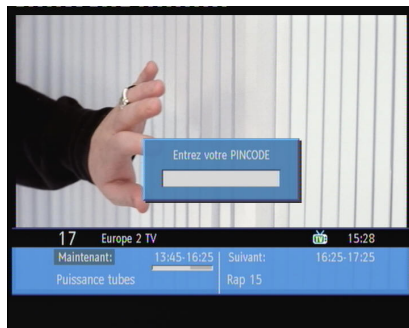 Entrez votre PINCODE
17 Europe 2 TV 15:28
Maintenant: 13:45-16:25 Suivant: 16:25-17:25
Puissance tubes Rap 15